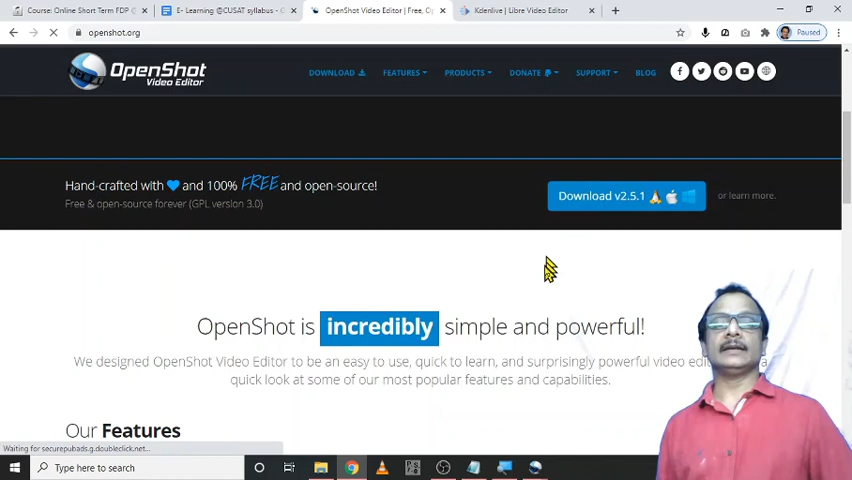 Course: Online Short Term FDP @
E- Learning @CUSAT syllabus - G
OpenShot Video Editor | Free, Op
Kdenlive | Libre Video Editor
openshot.org
Paused
OpenShot
Video Editor
DOWNLOAD
FEATURES
PRODUCTS
DONATE
SUPPORT
BLOG
Hand-crafted with and 100% FREE and open-source!
Free & open-source forever (GPL version 3.0)
Download v2.5.1
or learn more.
OpenShot is incredibly simple and powerful!
We designed OpenShot Video Editor to be an easy to use, quick to learn, and surprisingly powerful video
quick look at some of our most popular features and capabilities.
Our Features
Waiting for securepubads.g.doubleclick.net...
Type here to search